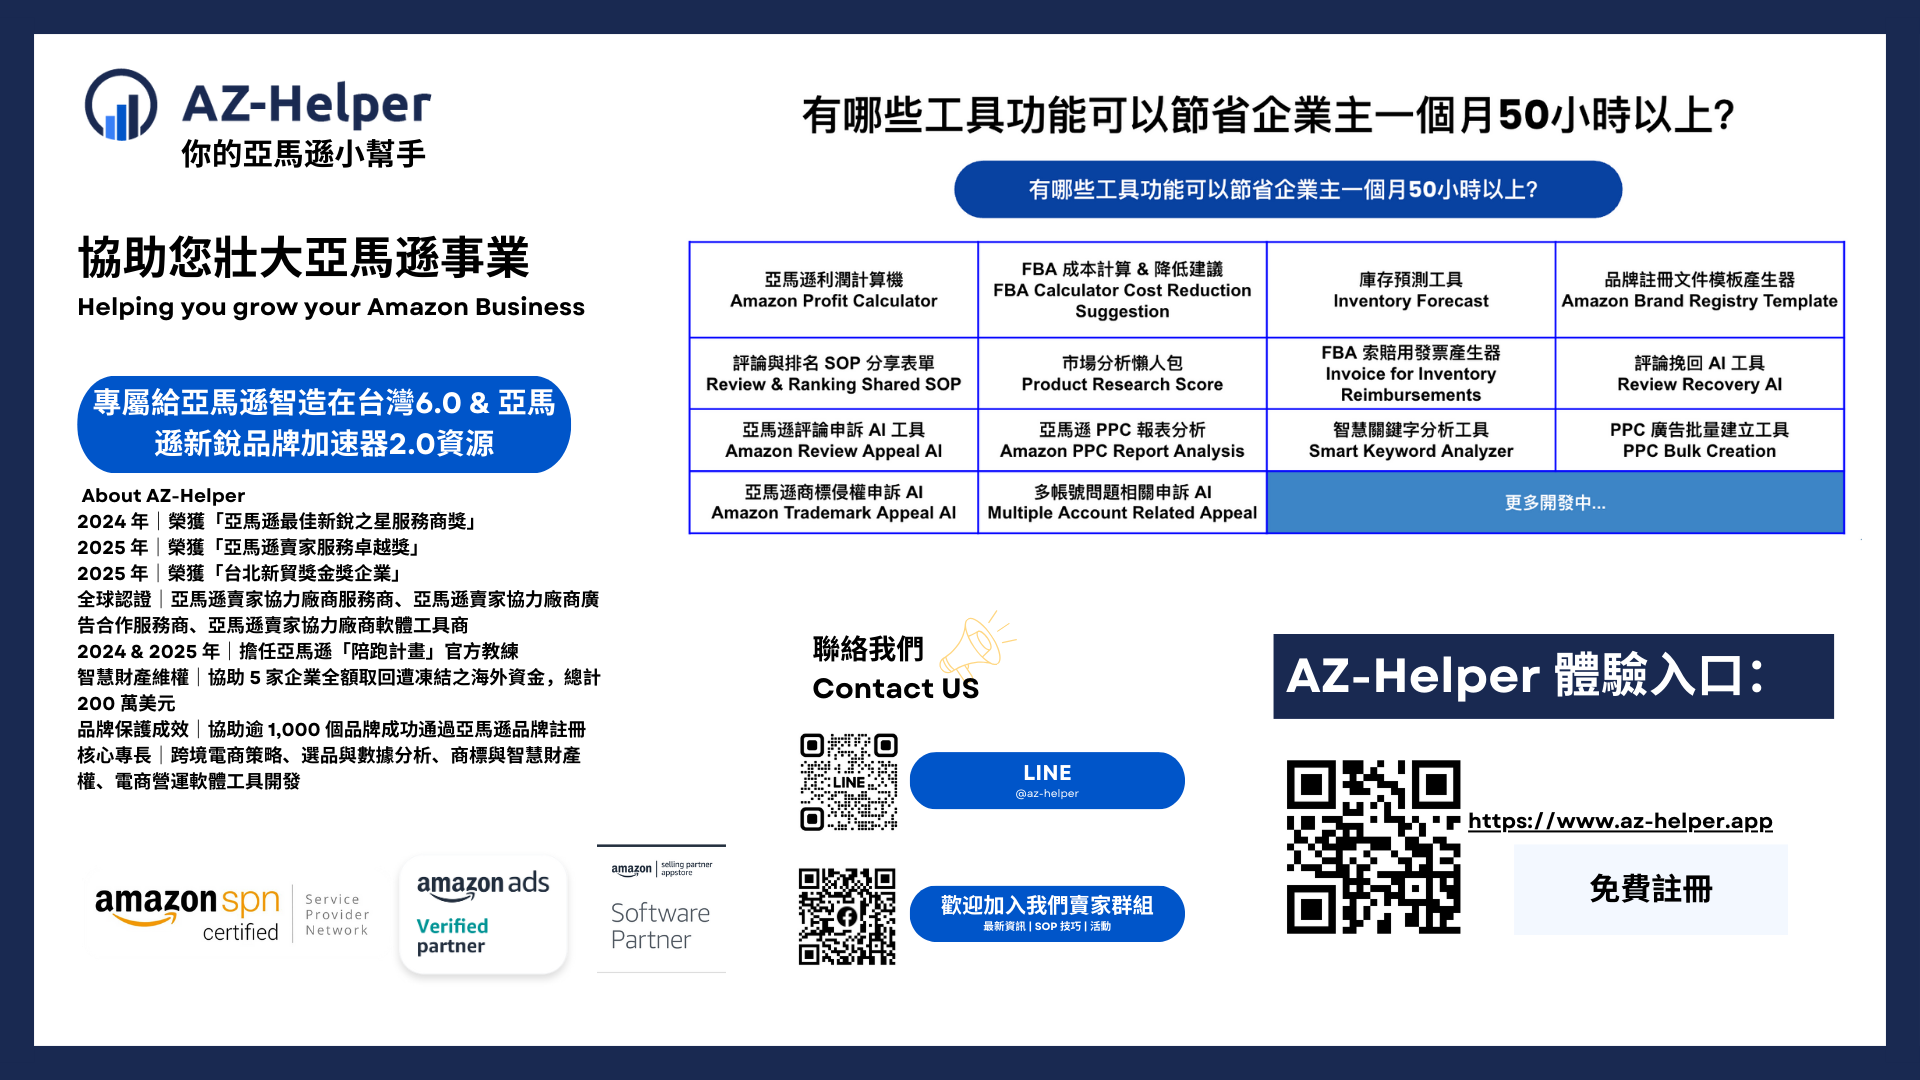 AZ-Helper
你的亞馬遜小幫手
協助您壯大亞馬遜事業
Helping you grow your Amazon Business
專屬給亞馬遜智造在台灣6.0 & 亞馬
遜新銳品牌加速器2.0資源
About AZ-Helper
2024 年｜榮獲「亞馬遜最佳新銳之星服務商獎」
2025 年｜榮獲「亞馬遜賣家服務卓越獎」
2025 年｜榮獲「台北新貿獎金獎企業」
全球認證｜亞馬遜賣家協力廠商服務商、亞馬遜賣家協力廠商廣
告合作服務商、亞馬遜賣家協力廠商軟體工具商
2024 & 2025 年｜擔任亞馬遜「陪跑計畫」官方教練
智慧財產維權｜協助 5 家企業全額取回遭凍結之海外資金，總計
200 萬美元
品牌保護成效｜協助逾 1,000 個品牌成功通過亞馬遜品牌註冊
核心專長｜跨境電商策略、選品與數據分析、商標與智慧財產
權、電商營運軟體工具開發
amazon spn
certified
Service
Provider
Network
amazon ads
Verified
partner
amazon
selling partner
appstore
Software
Partner
有哪些工具功能可以節省企業主一個月50小時以上?
有哪些工具功能可以節省企業主一個月50小時以上?
亞馬遜利潤計算機
Amazon Profit Calculator
FBA 成本計算 & 降低建議
FBA Calculator Cost Reduction
Suggestion
庫存預測工具
Inventory Forecast
品牌註冊文件模板產生器
Amazon Brand Registry Template
評論與排名 SOP 分享表單
Review & Ranking Shared SOP
市場分析懶人包
Product Research Score
FBA 索賠用發票產生器
Invoice for Inventory
Reimbursements
評論挽回 AI 工具
Review Recovery AI
亞馬遜評論申訴 AI 工具
Amazon Review Appeal AI
亞馬遜 PPC 報表分析
Amazon PPC Report Analysis
智慧關鍵字分析工具
Smart Keyword Analyzer
PPC 廣告批量建立工具
PPC Bulk Creation
亞馬遜商標侵權申訴 AI
Amazon Trademark Appeal AI
多帳號問題相關申訴 AI
Multiple Account Related Appeal
更多開發中...
聯絡我們
Contact US
LINE
LINE
@az-helper
歡迎加入我們賣家群組
最新資訊 | SOP 技巧 | 活動
AZ-Helper 體驗入口：
https://www.az-helper.app
免費註冊